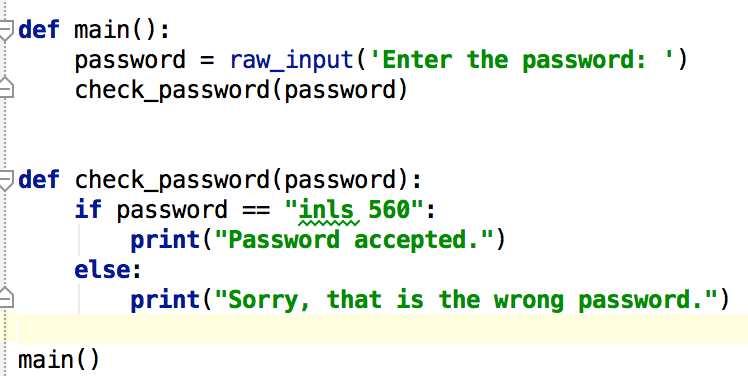 def main():
    password = raw_input('Enter the password: ')
    check_password(password)
def check_password(password):
    if password == "inls 560":
        print("Password accepted.")
    else:
        print("Sorry, that is the wrong password.")
main()